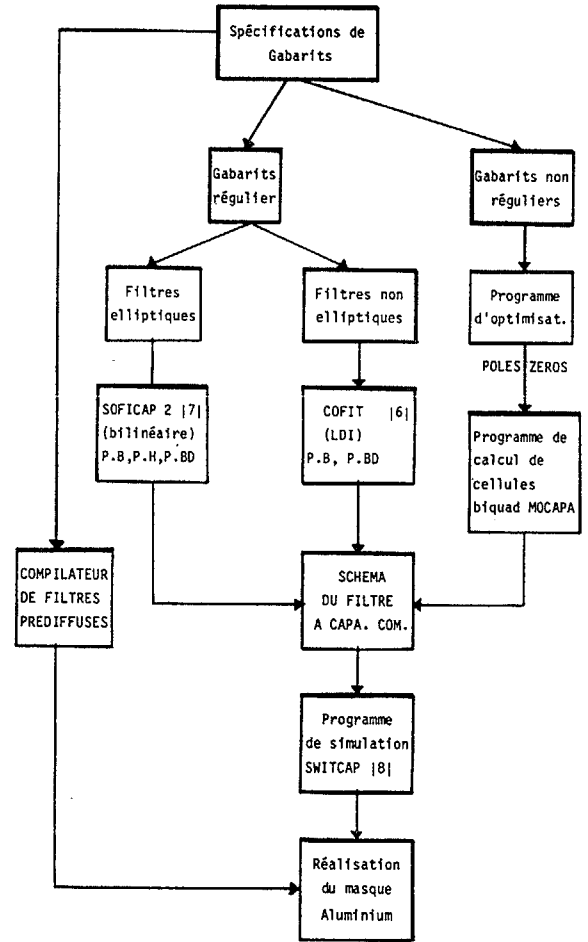 Spécifications de
Gabarits
Gabarits
régulier
Gabarits non
réguliers
Filtres
elliptiques
Filtres non
elliptiques
Programme
d'optimisat.
POLES ZEROS
SOFICAP 2 |7|
(bilinéaire)
P.B,P.H,P.BD
COFIT |6|
(LDI)
P.B, P.BD
Programme de
calcul de
cellules
biquad MOCAPA
COMPILATEUR
DE FILTRES
PREDIFFUSES
SCHEMA
DU FILTRE
A CAPA. COM.
Programme
de simulation
SWITCAP |8|
Réalisation
du masque
Aluminium